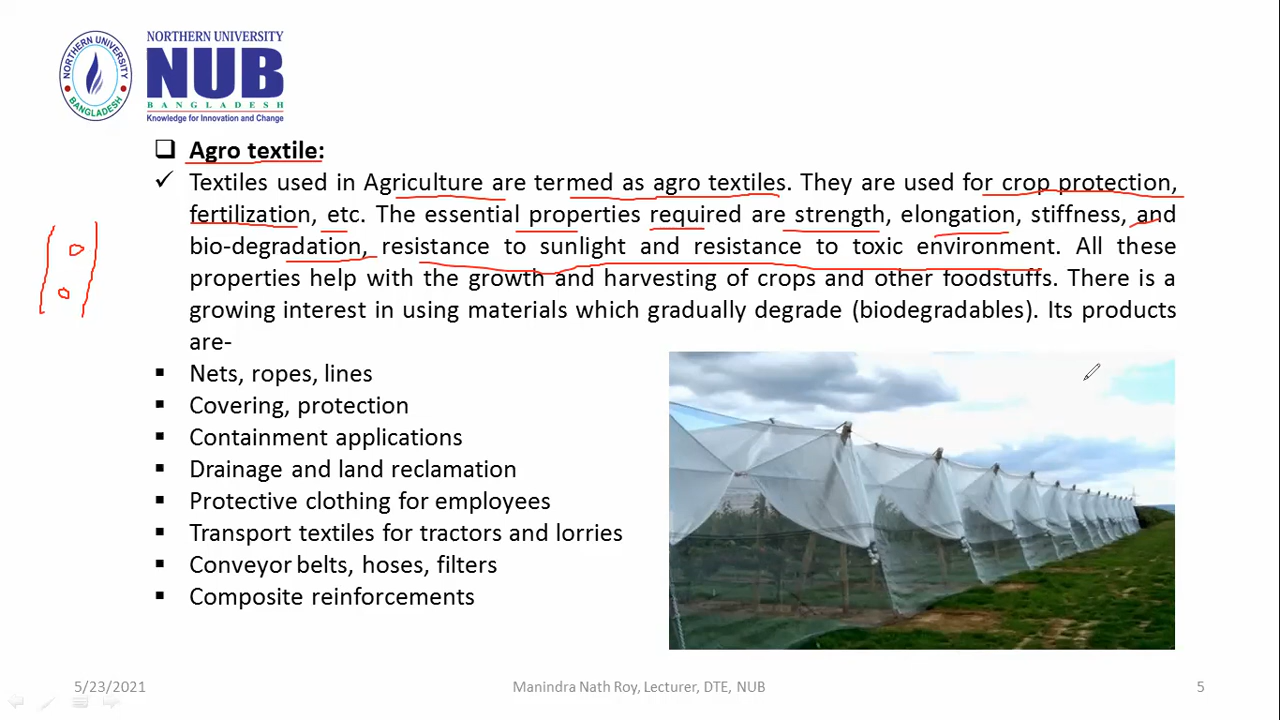 NORTHERN UNIVERSITY
NORTHERN UNIVERSITY
NUB
BANGLADESH
BANGLADESH
Knowledge for Innovation and Change
Agro textile:
Textiles used in Agriculture are termed as agro textiles. They are used for crop protection,
fertilization, etc. The essential properties required are strength, elongation, stiffness, and
bio-degradation, resistance to sunlight and resistance to toxic environment. All these
properties help with the growth and harvesting of crops and other foodstuffs. There is a
growing interest in using materials which gradually degrade (biodegradables). Its products
are-
Nets, ropes, lines
Covering, protection
Containment applications
Drainage and land reclamation
Protective clothing for employees
Transport textiles for tractors and lorries
Conveyor belts, hoses, filters
Composite reinforcements
5/23/2021
Manindra Nath Roy, Lecturer, DTE, NUB
5